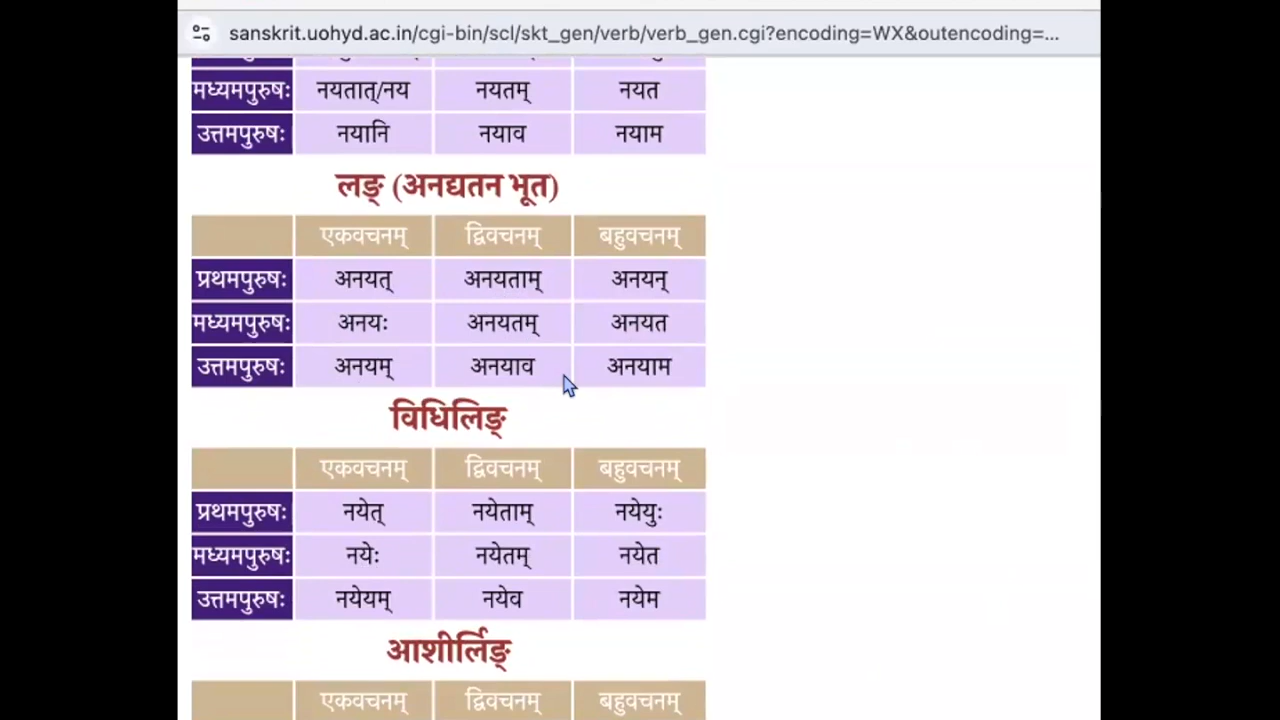 sanskrit.uohyd.ac.in/cgi-bin/scl/skt_gen/verb/verb_gen.cgi?encoding=WX&outencoding=...
मध्यमपुरुषः नयतात्/नय नयतम् नयत
उत्तमपुरुषः नयानि नयाव नयाम
लङ् (अनद्यतन भूत)
एकवचनम् द्विवचनम् बहुवचनम्
प्रथमपुरुषः अनयत् अनयताम् अनयन्
मध्यमपुरुषः अनयः अनयतम् अनयत
उत्तमपुरुषः अनयम् अनयाव अनयाम
विधिलिङ्
एकवचनम् द्विवचनम् बहुवचनम्
प्रथमपुरुषः नयेत् नयेताम् नयेयुः
मध्यमपुरुषः नयेः नयेतम् नयेत
उत्तमपुरुषः नयेयम् नयेव नयेम
आशीर्लिङ्
एकवचनम् द्विवचनम् बहुवचनम्